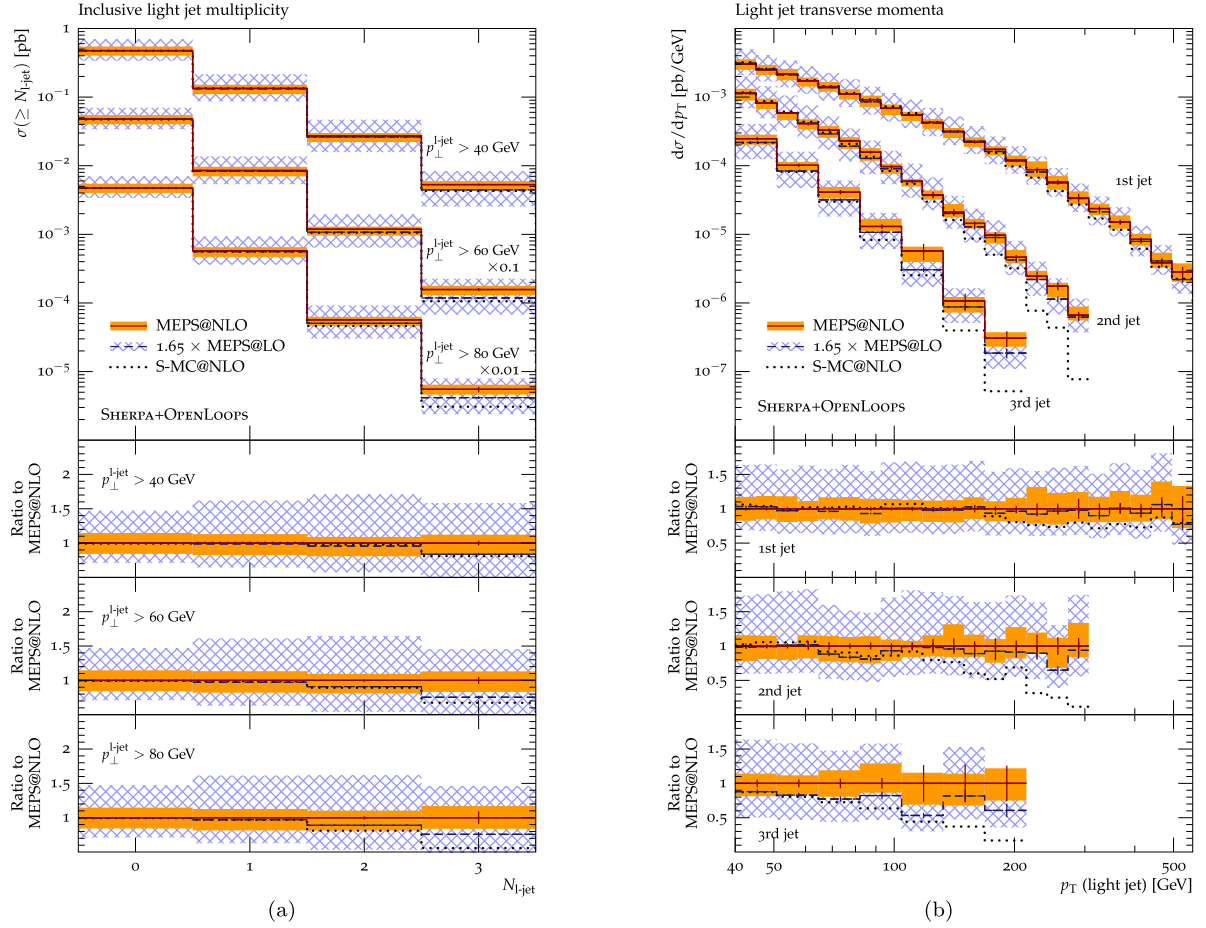 Inclusive light jet multiplicity
σ(≥ N_l-jet) [pb]
1
10^−1
10^−2
10^−3
10^−4
10^−5
p_⊥^l-jet > 40 GeV
p_⊥^l-jet > 60 GeV
×0.1
p_⊥^l-jet > 80 GeV
×0.01
MEPS@NLO
1.65 × MEPS@LO
S-MC@NLO
SHERPA+OPENLOOPS
Ratio to
MEPS@NLO
2
1.5
1
p_⊥^l-jet > 40 GeV
Ratio to
MEPS@NLO
2
1.5
1
p_⊥^l-jet > 60 GeV
Ratio to
MEPS@NLO
2
1.5
1
p_⊥^l-jet > 80 GeV
0 1 2 3
N_l-jet
(a)
Light jet transverse momenta
dσ/dp_T [pb/GeV]
10^−3
10^−4
10^−5
10^−6
10^−7
1st jet
2nd jet
3rd jet
MEPS@NLO
1.65 × MEPS@LO
S-MC@NLO
SHERPA+OPENLOOPS
Ratio to
MEPS@NLO
1.5
1
0.5
1st jet
Ratio to
MEPS@NLO
1.5
1
0.5
2nd jet
Ratio to
MEPS@NLO
1.5
1
0.5
3rd jet
40 50 100 200 500
p_T (light jet) [GeV]
(b)